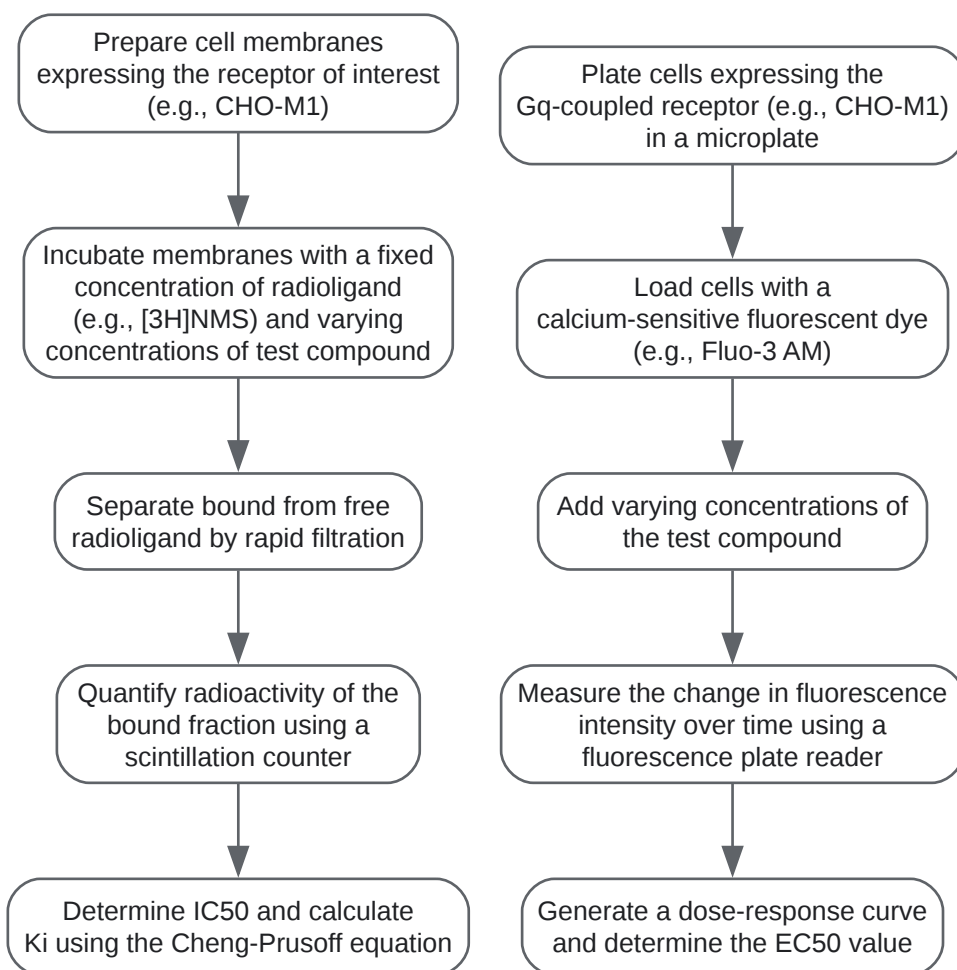 Prepare cell membranes
expressing the receptor of interest
(e.g., CHO-M1)
Incubate membranes with a fixed
concentration of radioligand
(e.g., [3H]NMS) and varying
concentrations of test compound
Separate bound from free
radioligand by rapid filtration
Quantify radioactivity of the
bound fraction using a
scintillation counter
Determine IC50 and calculate
Ki using the Cheng-Prusoff equation
Plate cells expressing the
Gq-coupled receptor (e.g., CHO-M1)
in a microplate
Load cells with a
calcium-sensitive fluorescent dye
(e.g., Fluo-3 AM)
Add varying concentrations of
the test compound
Measure the change in fluorescence
intensity over time using a
fluorescence plate reader
Generate a dose-response curve
and determine the EC50 value